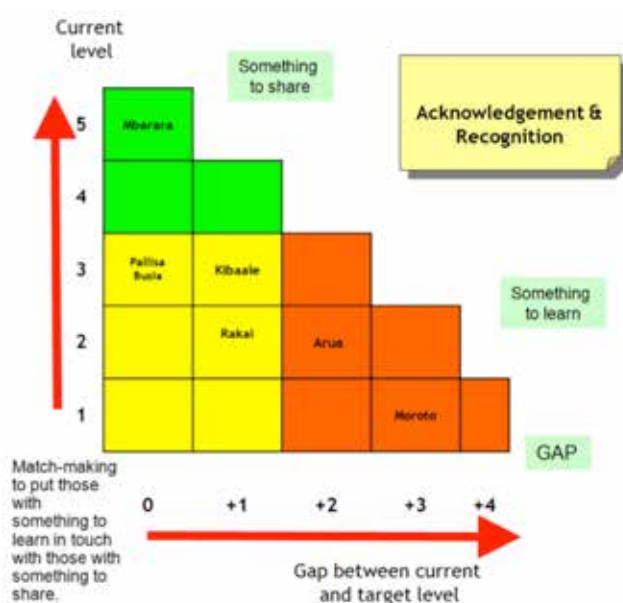 Current
level
Something
to share
Acknowledgement &
Recognition
5
Mbarara
4
3
Pallisa
Busia
Kibaale
Something
to learn
2
Rakai
Arua
1
Moroto
GAP
Match-making
to put those
with
something to
learn in touch
with those with
something to
share.
0
+1
+2
+3
+4
Gap between current
and target level